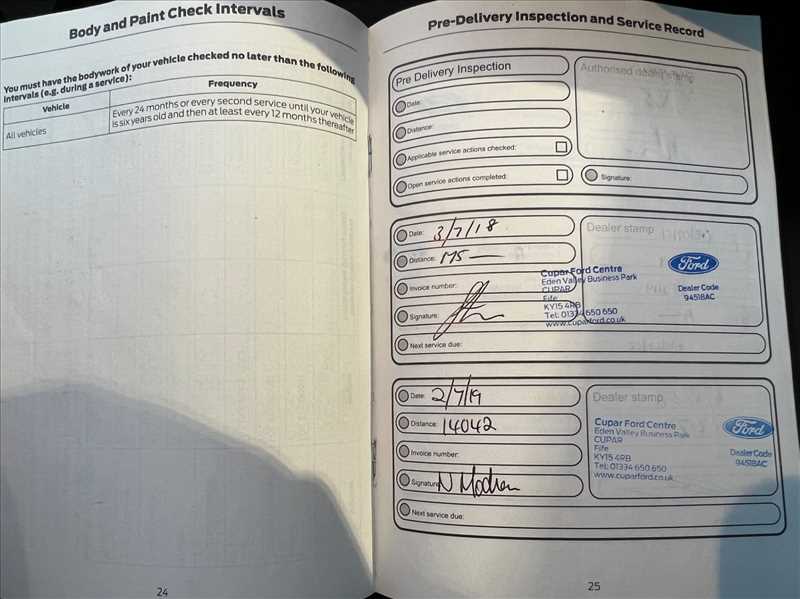 Body and Paint Check Intervals
You must have the bodywork of your vehicle checked no later than the following
intervals (e.g. during a service):
Vehicle
Frequency
All vehicles
Every 24 months or every second service until your vehicle
is six years old and then at least every 12 months thereafter
24
Pre-Delivery Inspection and Service Record
Pre Delivery Inspection
Authorised dealer stamp
Date:
Distance:
Applicable service actions checked:
Open service actions completed:
Signature:
Date: 3/7/18
Dealer stamp
Distance:
Invoice number:
Signature:
Next service due:
Cupar Ford Centre
Eden Valley Business Park
CUPAR
Fife
KY15 4RB
Tel: 01334 650 650
www.cuparford.co.uk
Ford
Dealer Code
94518AC
Date: 2/7/19
Dealer stamp
Distance: 14042
Invoice number:
Signature:
Next service due:
Cupar Ford Centre
Eden Valley Business Park
CUPAR
Fife
KY15 4RB
Tel: 01334 650 650
www.cuparford.co.uk
Ford
Dealer Code
94518AC
25